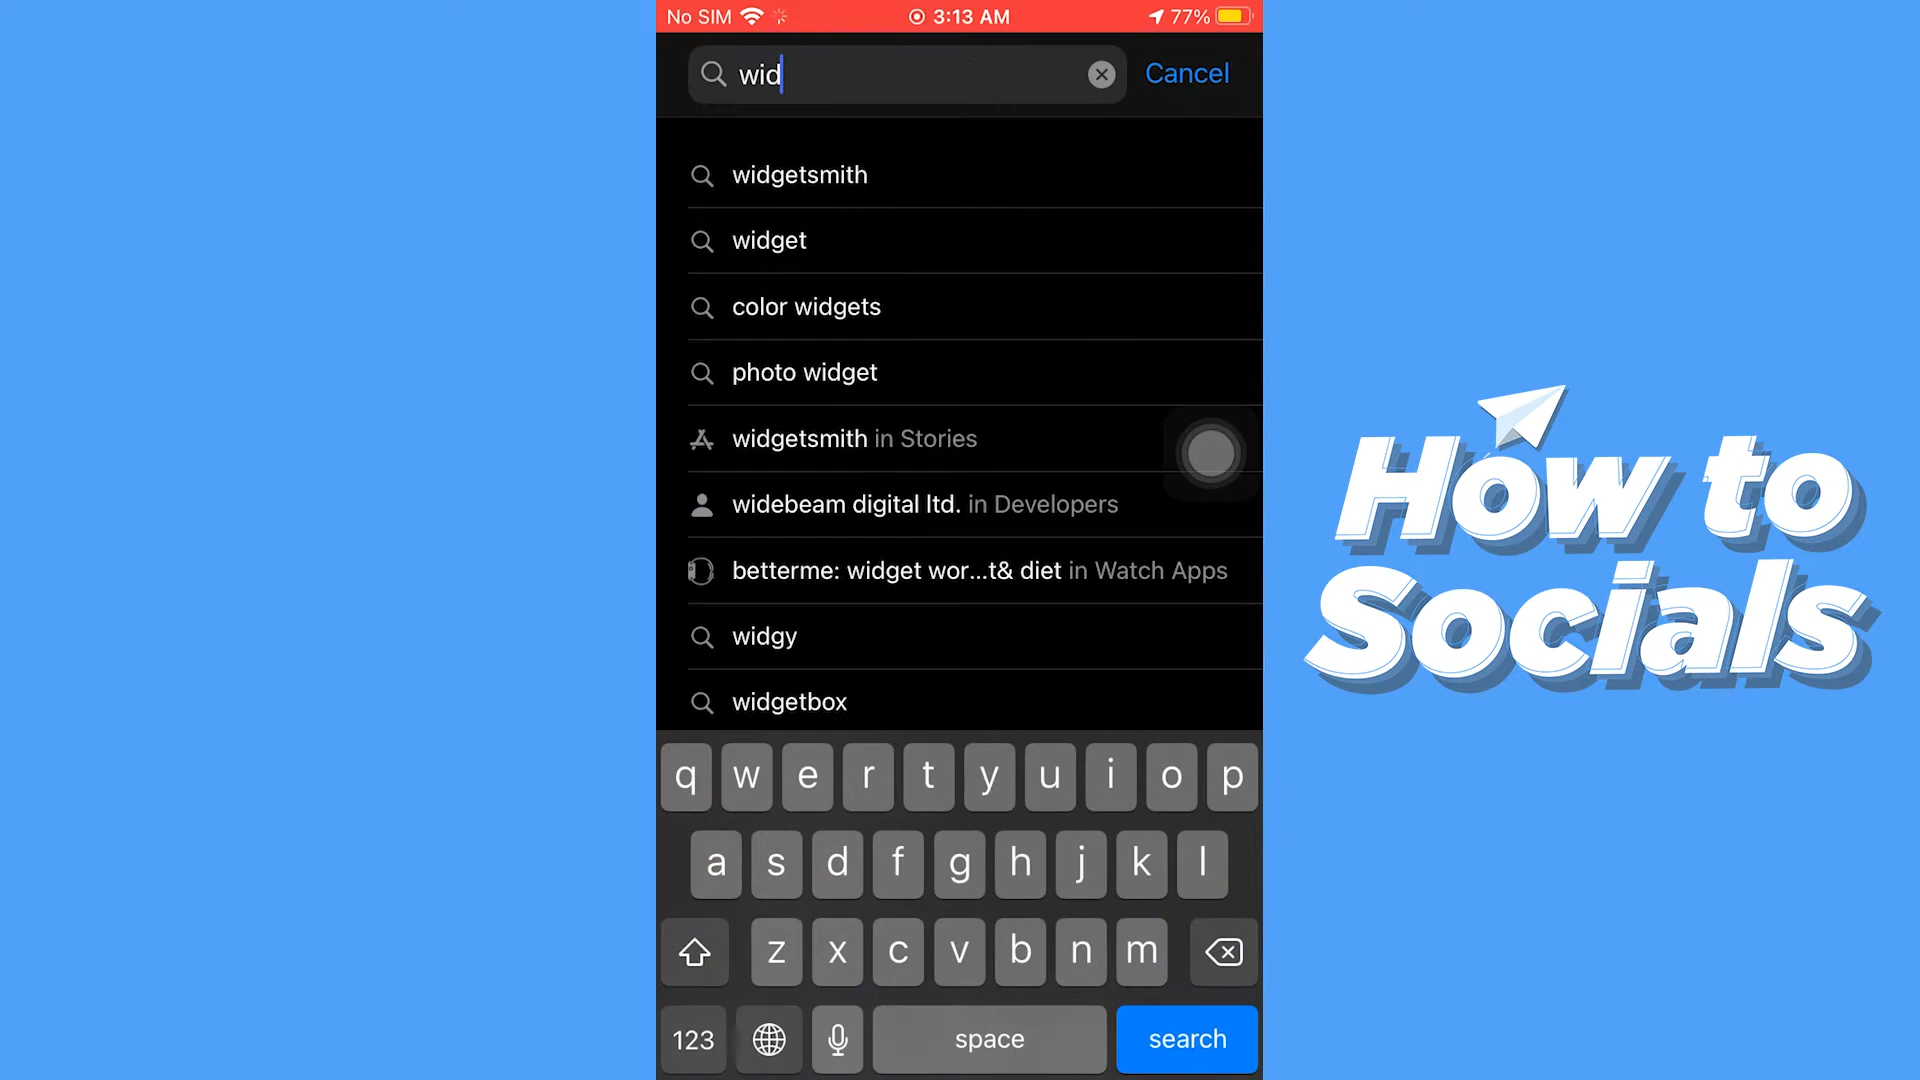 No SIM 3:13 AM 77%
wid Cancel
widgetsmith
widget
color widgets
photo widget
widgetsmith in Stories
widebeam digital ltd. in Developers
betterme: widget wor...t& diet in Watch Apps
widgy
widgetbox
q w e r t y u i o p
a s d f g h j k l
z x c v b n m
123 space search
How to
Socials